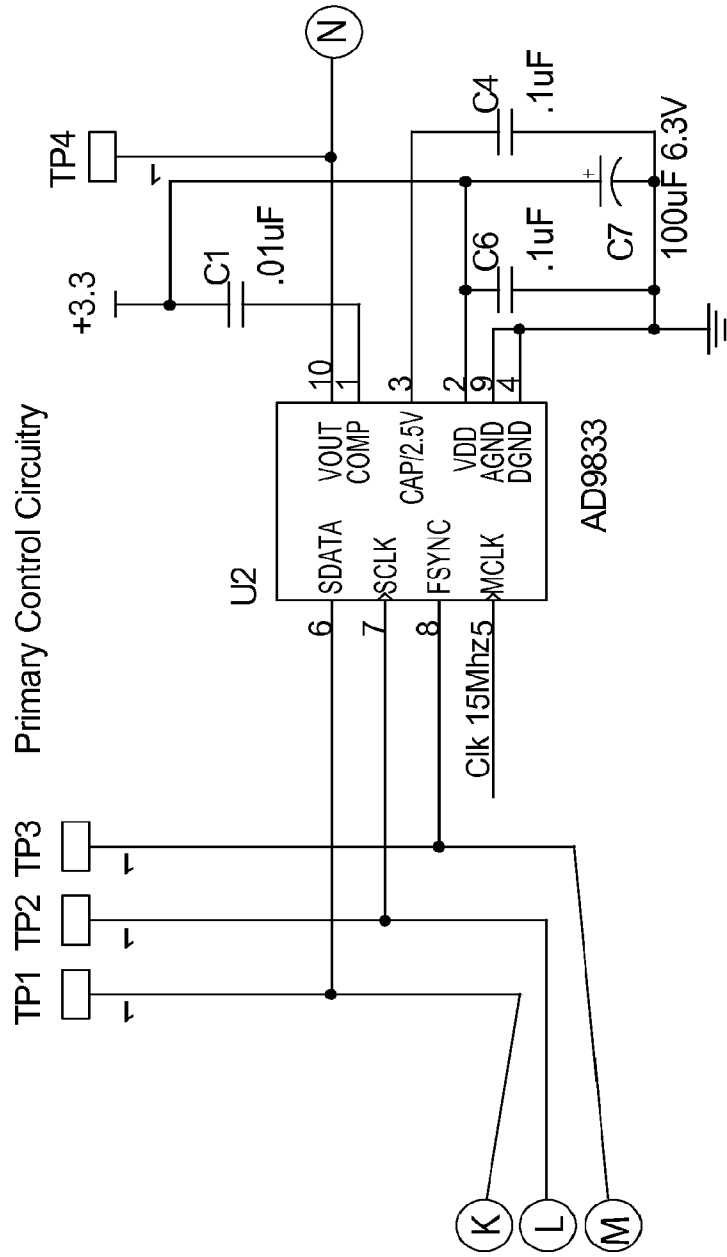 Primary Control Circuitry
TP1
TP2
TP3
+3.3
TP4
1
1
1
1
C1
.01uF
N
U2
6
SDATA
VOUT
10
7
SCLK
COMP
1
8
FSYNC
CAP/2.5V
3
Clk 15Mhz
5
MCLK
VDD
2
AGND
9
DGND
4
AD9833
C6
.1uF
C4
.1uF
+
C7
100uF 6.3V
K
L
M